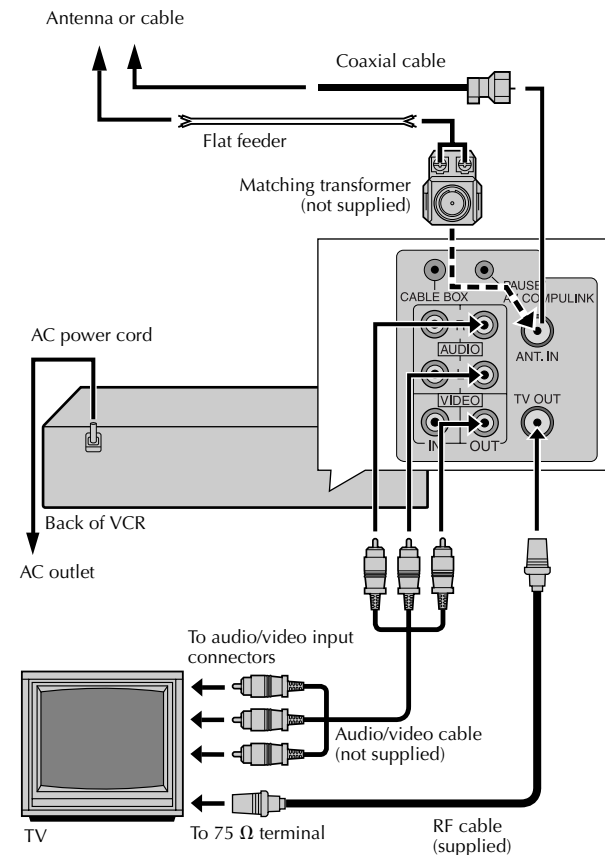 Antenna or cable
Coaxial cable
Flat feeder
Matching transformer
(not supplied)
PAUSE
CABLE BOX
COMPULINK
AC power cord
R
AUDIO
ANT. IN
L
VIDEO
TV OUT
IN
OUT
Back of VCR
AC outlet
To audio/video input
connectors
Audio/video cable
(not supplied)
TV
To 75 Ω terminal
RF cable
(supplied)